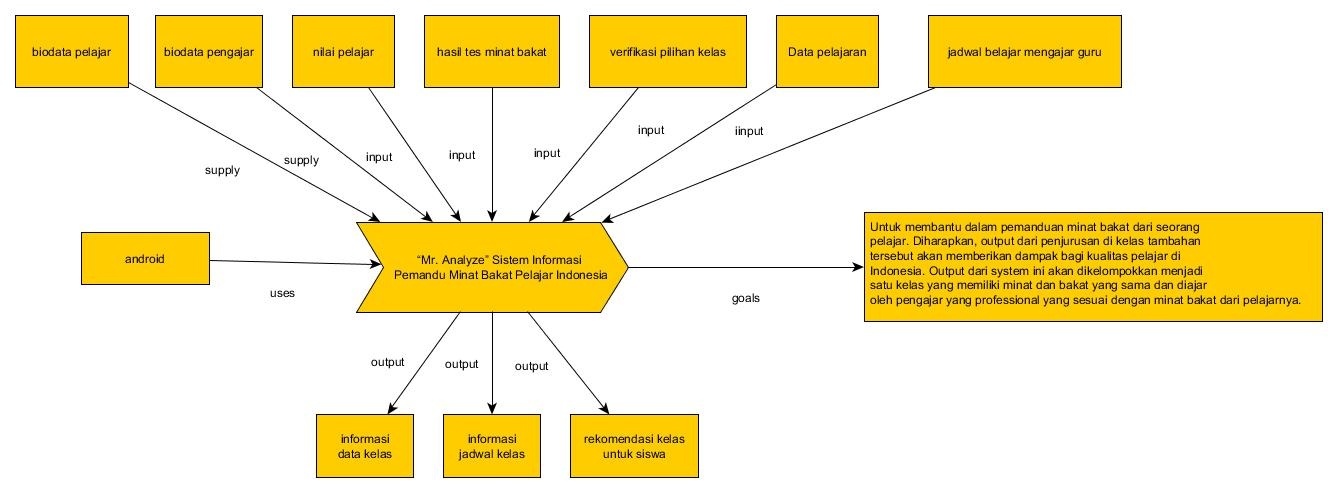 biodata pelajar
biodata pengajar
nilai pelajar
hasil tes minat bakat
verifikasi pilihan kelas
Data pelajaran
jadwal belajar mengajar guru
supply
supply
input
input
input
input
iinput
android
uses
“Mr. Analyze” Sistem Informasi
Pemandu Minat Bakat Pelajar Indonesia
goals
Untuk membantu dalam pemanduan minat bakat dari seorang
pelajar. Diharapkan, output dari penjurusan di kelas tambahan
tersebut akan memberikan dampak bagi kualitas pelajar di
Indonesia. Output dari system ini akan dikelompokkan menjadi
satu kelas yang memiliki minat dan bakat yang sama dan diajar
oleh pengajar yang professional yang sesuai dengan minat bakat dari pelajarnya.
output
output
output
informasi
data kelas
informasi
jadwal kelas
rekomendasi kelas
untuk siswa